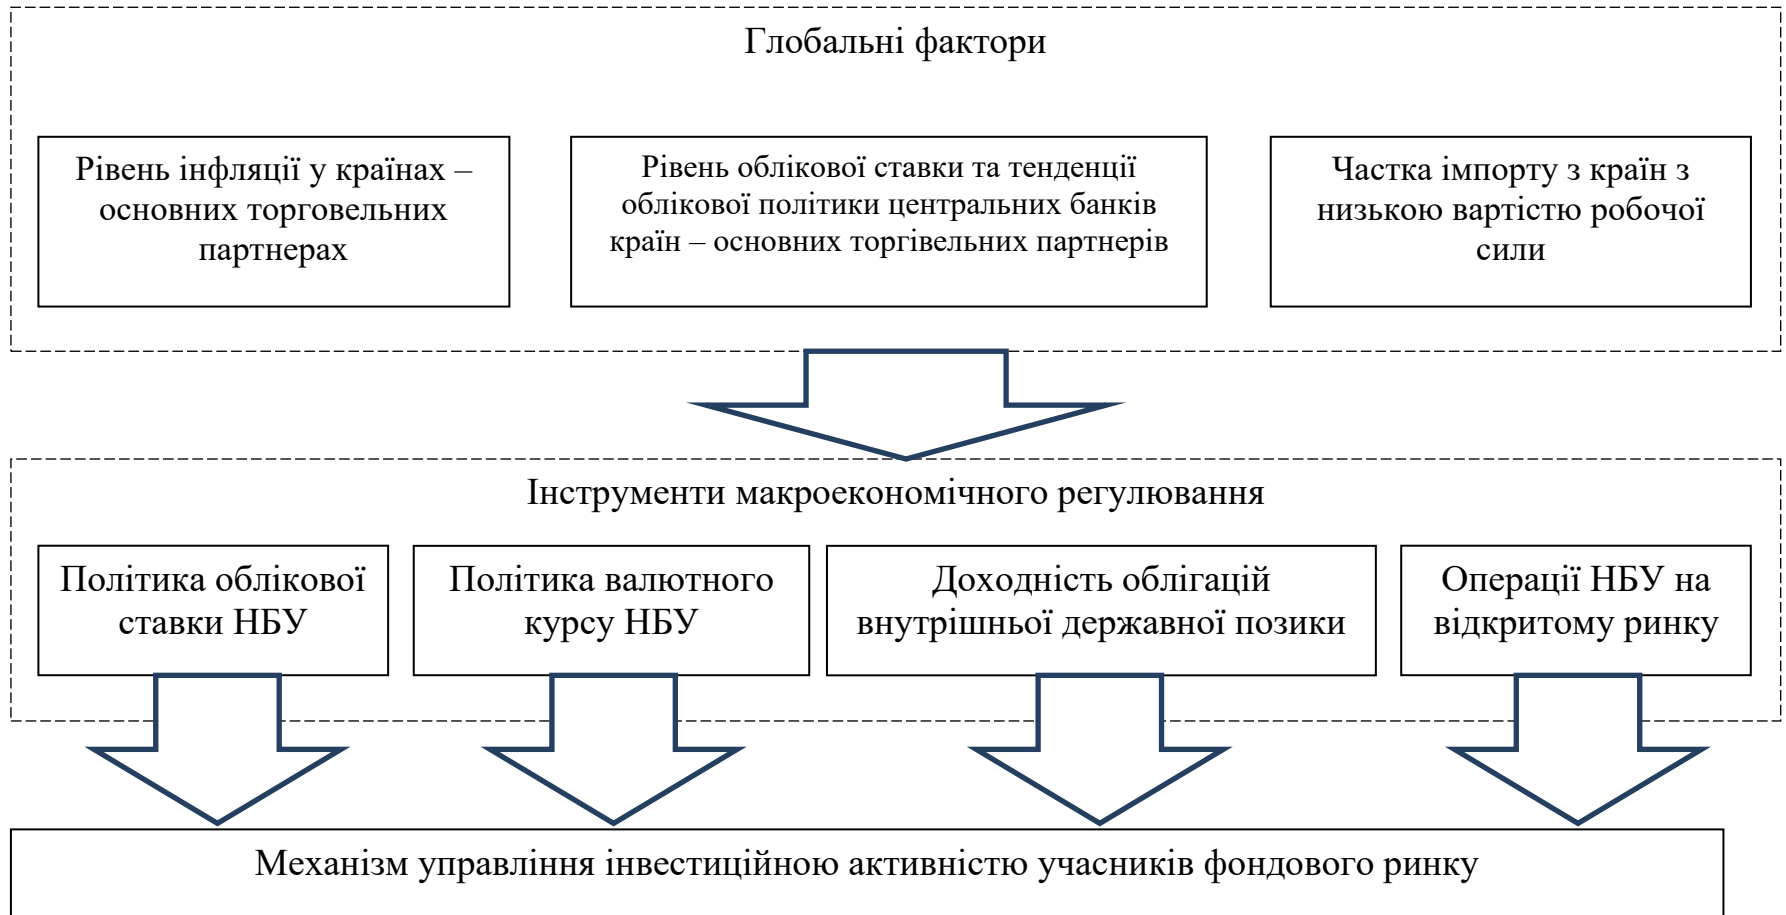 Глобальні фактори
Рівень інфляції у країнах –
основних торговельних
партнерах
Рівень облікової ставки та тенденції
облікової політики центральних банків
країн – основних торгівельних партнерів
Частка імпорту з країн з
низькою вартістю робочої
сили
Інструменти макроекономічного регулювання
Політика облікової
ставки НБУ
Політика валютного
курсу НБУ
Доходність облігацій
внутрішньої державної позики
Операції НБУ на
відкритому ринку
Механізм управління інвестиційною активністю учасників фондового ринку